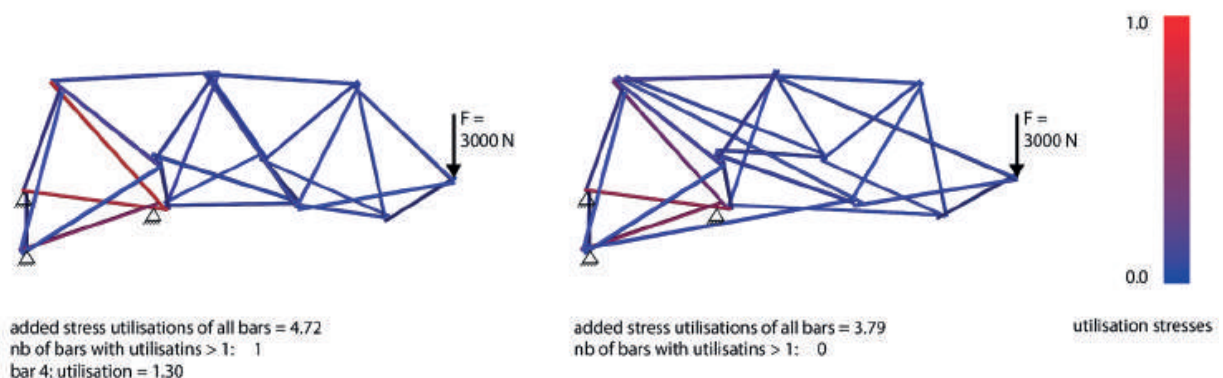 F =
3000 N
added stress utilisations of all bars = 4.72
nb of bars with utilisatins > 1: 1
bar 4: utilisation = 1.30
F =
3000 N
added stress utilisations of all bars = 3.79
nb of bars with utilisatins > 1: 0
1.0
0.0
utilisation stresses